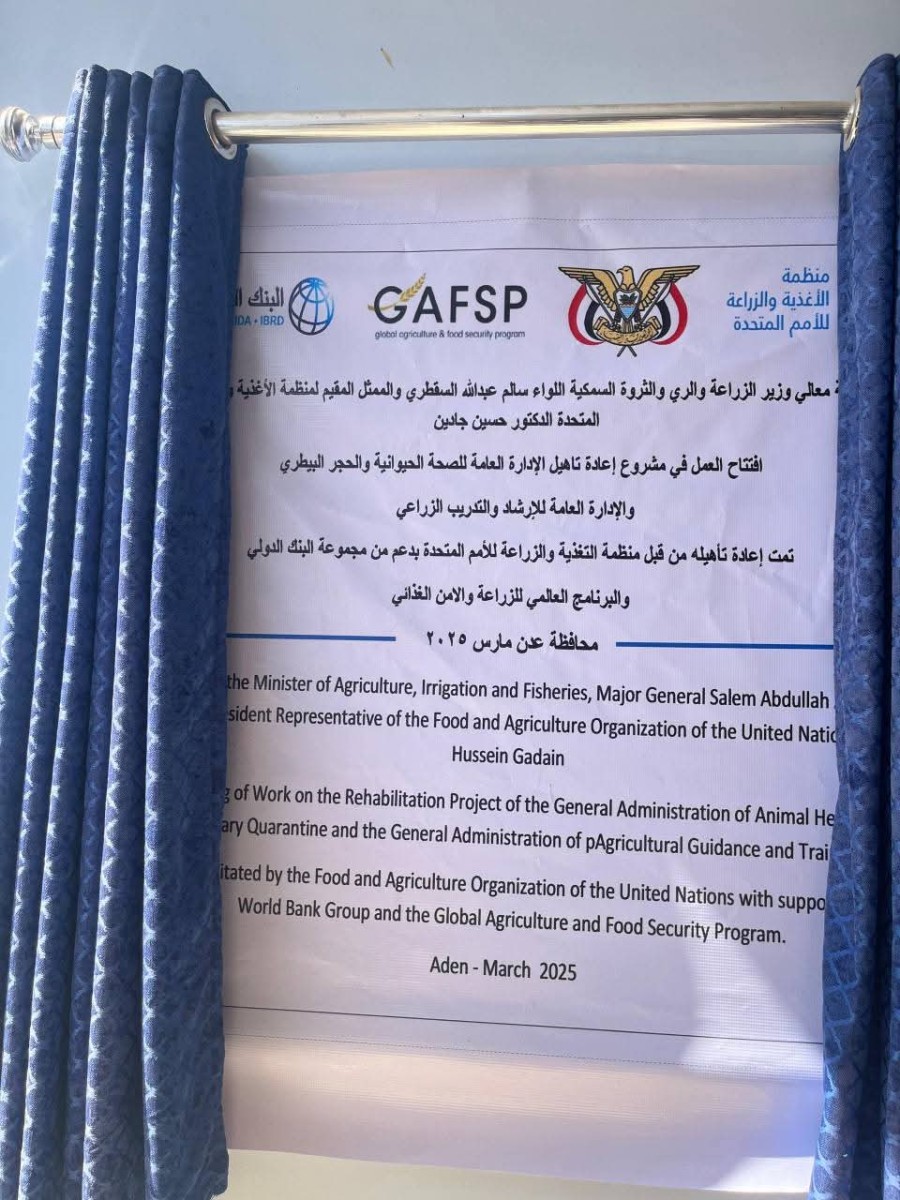 منظمة
الأغذية والزراعة
للأمم المتحدة
GAFSP
global agriculture & food security program
البنك
IDA • IBRD
معالي وزير الزراعة والري والثروة السمكية اللواء سالم عبدالله السقطري والممثل المقيم لمنظمة الأغذية و
المتحدة الدكتور حسين جادين
افتتاح العمل في مشروع إعادة تاهيل الإدارة العامة للصحة الحيوانية والحجر البيطري
والإدارة العامة للإرشاد والتدريب الزراعي
تمت إعادة تأهيله من قبل منظمة التغذية والزراعة للأمم المتحدة بدعم من مجموعة البنك الدولي
والبرنامج العالمي للزراعة والامن الغذائي
محافظة عدن مارس ٢٠٢٥
the Minister of Agriculture, Irrigation and Fisheries, Major General Salem Abdullah
sident Representative of the Food and Agriculture Organization of the United Natio
Hussein Gadain
g of Work on the Rehabilitation Project of the General Administration of Animal He
ary Quarantine and the General Administration of pAgricultural Guidance and Trai
itated by the Food and Agriculture Organization of the United Nations with suppo
World Bank Group and the Global Agriculture and Food Security Program.
Aden - March 2025